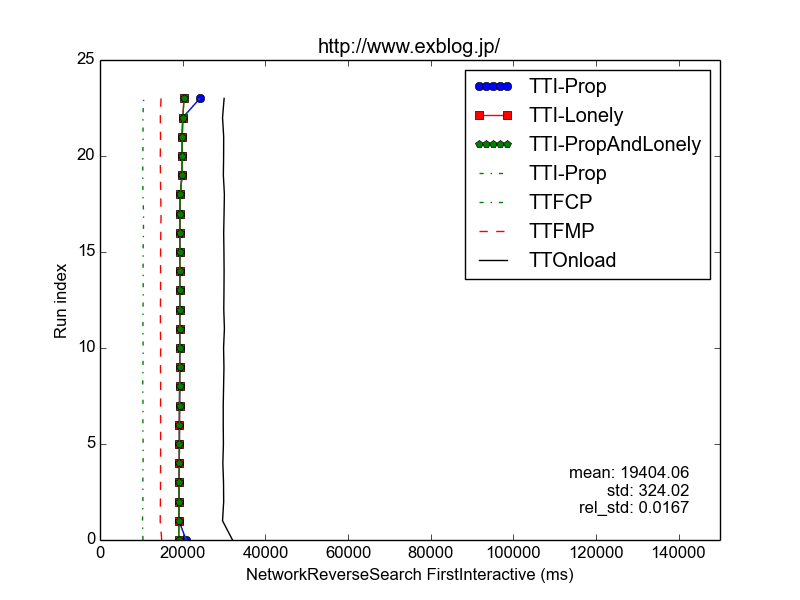 http://www.exblog.jp/
25
20
15
10
5
0
Run index
TTI-Prop
TTI-Lonely
TTI-PropAndLonely
TTI-Prop
TTFCP
TTFMP
TTOnload
mean: 19404.06
std: 324.02
rel_std: 0.0167
0 20000 40000 60000 80000 100000 120000 140000
NetworkReverseSearch FirstInteractive (ms)